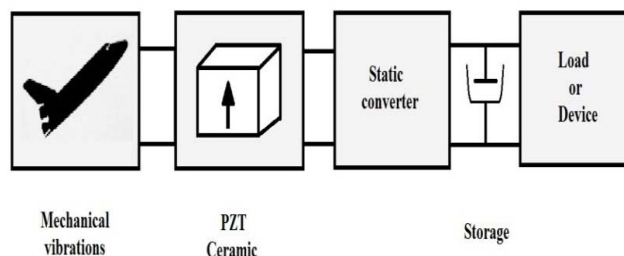 Static
converter
Load
or
Device
Mechanical
vibrations
PZT
Ceramic
Storage